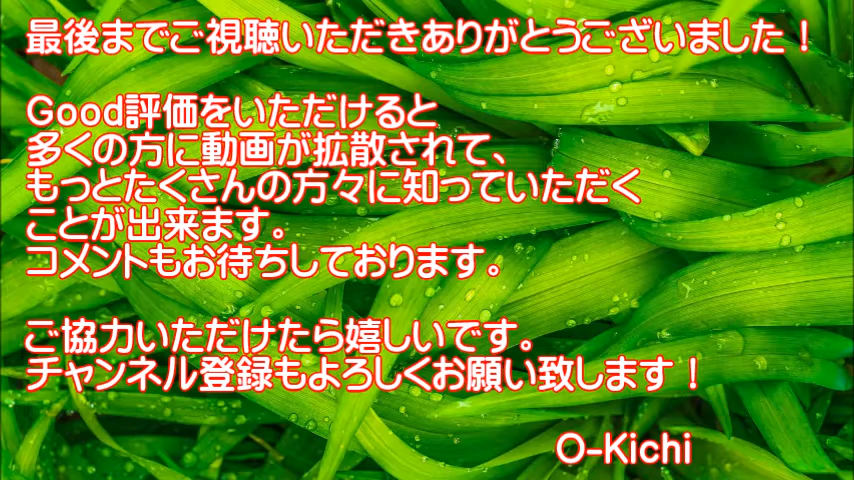 最後までご視聴いただきありがとうございました！
Good評価をいただけると
多くの方に動画が拡散されて、
もっとたくさんの方々に知っていただく
ことが出来ます。
コメントもお待ちしております。
ご協力いただけたら嬉しいです。
チャンネル登録もよろしくお願い致します！
O-Kichi